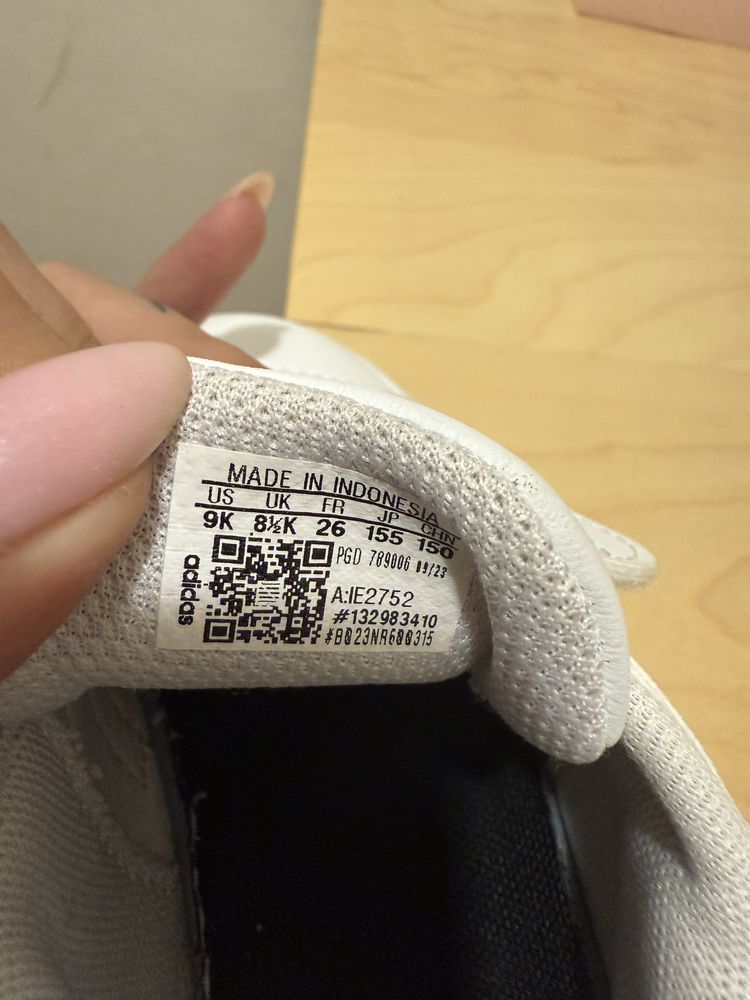 MADE IN INDONESIA
US UK FR JP CHN
9K 8½K 26 155 150
PGD 789006 09/23
A:IE2752
#132983410
#B023NR600315
adidas